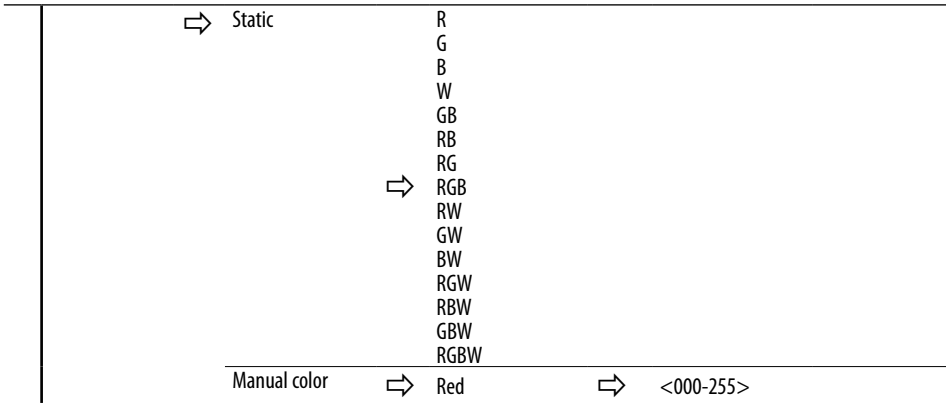 ⇨ Static R
G
B
W
GB
RB
RG
⇨ RGB
RW
GW
BW
RGW
RBW
GBW
RGBW
Manual color ⇨ Red ⇨ <000-255>